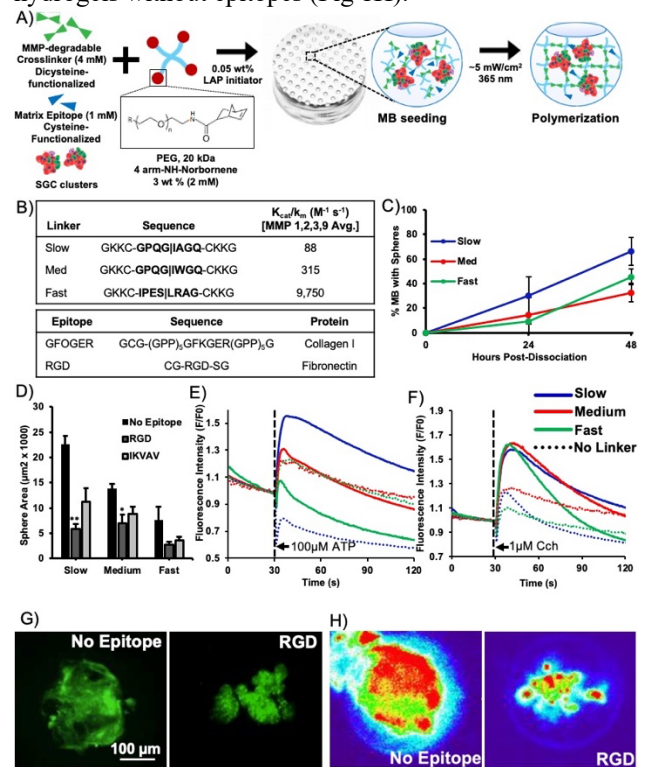 hydrogels without epitopes (Fig 1H).
A)
MMP-degradable
Crosslinker (4 mM)
Dicysteine-
functionalized
Matrix Epitope (1 mM)
Cysteine-
Functionalized
SGC clusters
0.05 wt%
LAP initiator
R
O
n
N
H
O
PEG, 20 kDa
4 arm-NH-Norbornene
3 wt % (2 mM)
MB seeding
~5 mW/cm²
365 nm
Polymerization
B)
Linker Sequence Kcat/km (M-1 s-1)
[MMP 1,2,3,9 Avg.]
Slow GKKC-GPQG|IAGQ-CKKG 88
Med GKKC-GPQG|IWGQ-CKKG 315
Fast GKKC-IPES|LRAG-CKKG 9,750
Epitope Sequence Protein
GFOGER GCG-(GPP)5GFKGER(GPP)5G Collagen I
RGD CG-RGD-SG Fibronectin
C)
% MB with Spheres
100
80
60
40
20
0
Slow
Med
Fast
0 24 48
Hours Post-Dissociation
D)
Sphere Area (µm2 x 1000)
30
25
20
15
10
5
0
No Epitope
RGD
IKVAV
** *
Slow Medium Fast
E)
Fluorescence Intensity (F/F0)
1.7
1.5
1.3
1.1
0.9
0.7
0.5
100µM ATP
0 30 60 90 120
Time (s)
F)
Fluorescence Intensity (F/F0)
1.9
1.7
1.5
1.3
1.1
0.9
0.7
Slow
Medium
Fast
No Linker
1µM Cch
0 30 60 90 120
Time (s)
G)
No Epitope
100 µm
RGD
H)
No Epitope
RGD